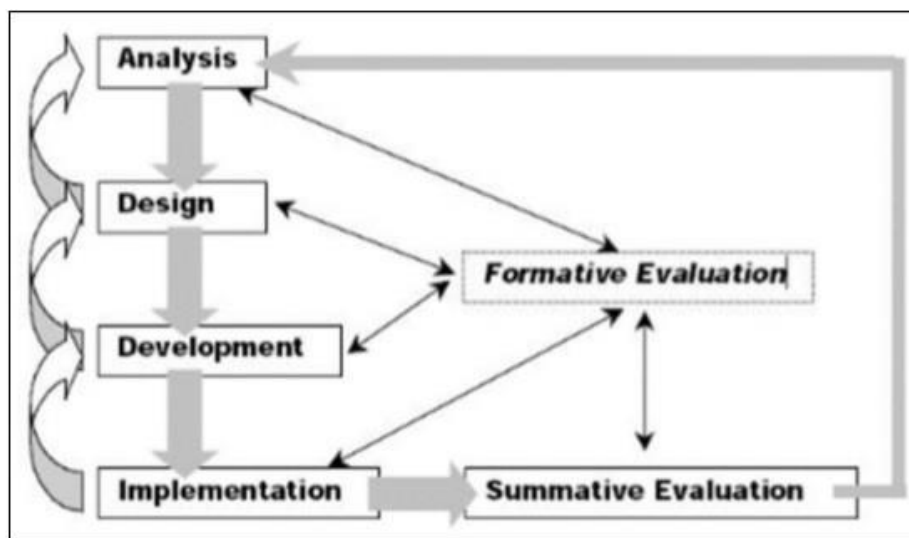 Analysis
Design
Formative Evaluation
Development
Implementation
Summative Evaluation